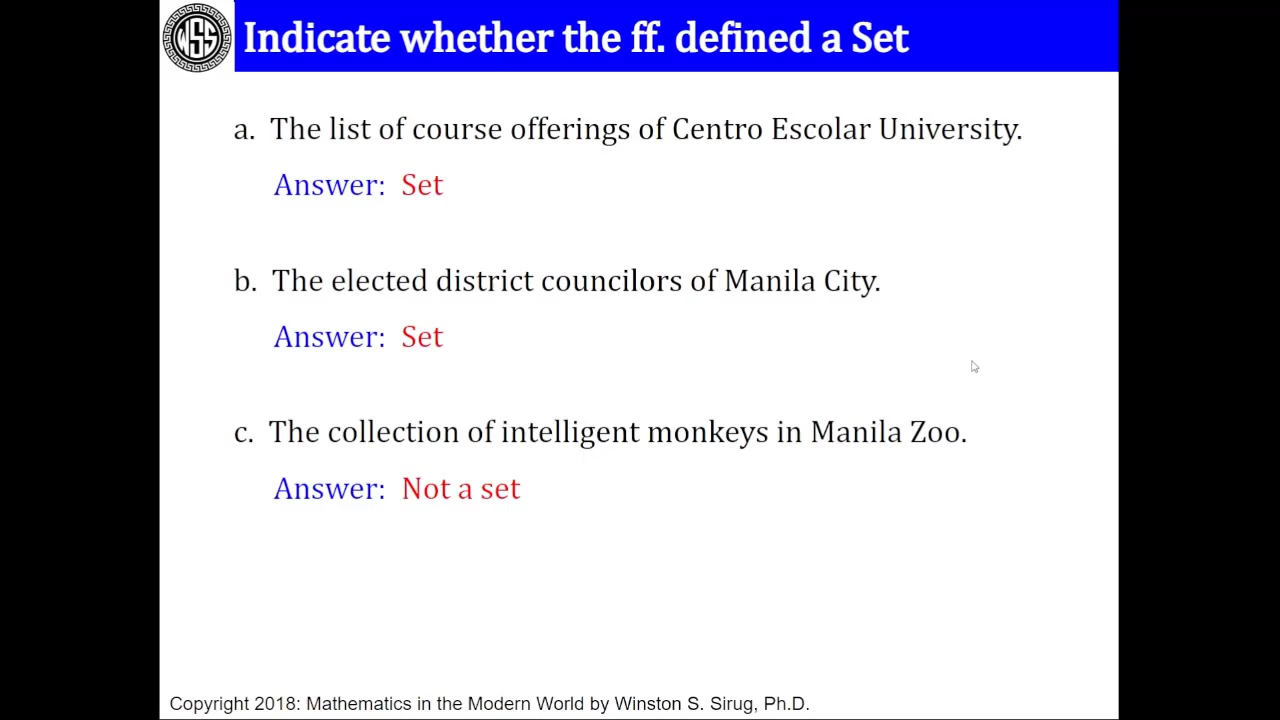 WSS
Indicate whether the ff. defined a Set
a. The list of course offerings of Centro Escolar University.
Answer: Set
b. The elected district councilors of Manila City.
Answer: Set
c. The collection of intelligent monkeys in Manila Zoo.
Answer: Not a set
Copyright 2018: Mathematics in the Modern World by Winston S. Sirug, Ph.D.